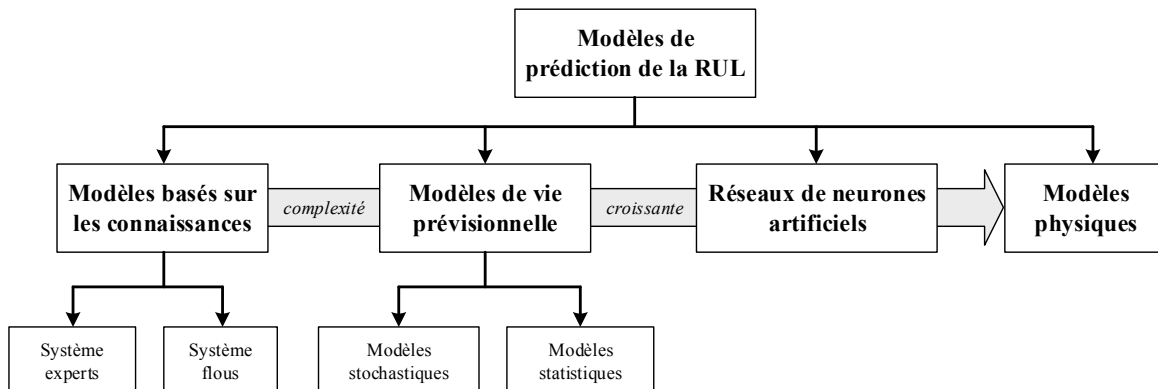 Modèles de
prédiction de la RUL
Modèles basés sur
les connaissances
complexité
Modèles de vie
prévisionnelle
croissante
Réseaux de neurones
artificiels
Modèles
physiques
Système
experts
Système
flous
Modèles
stochastiques
Modèles
statistiques